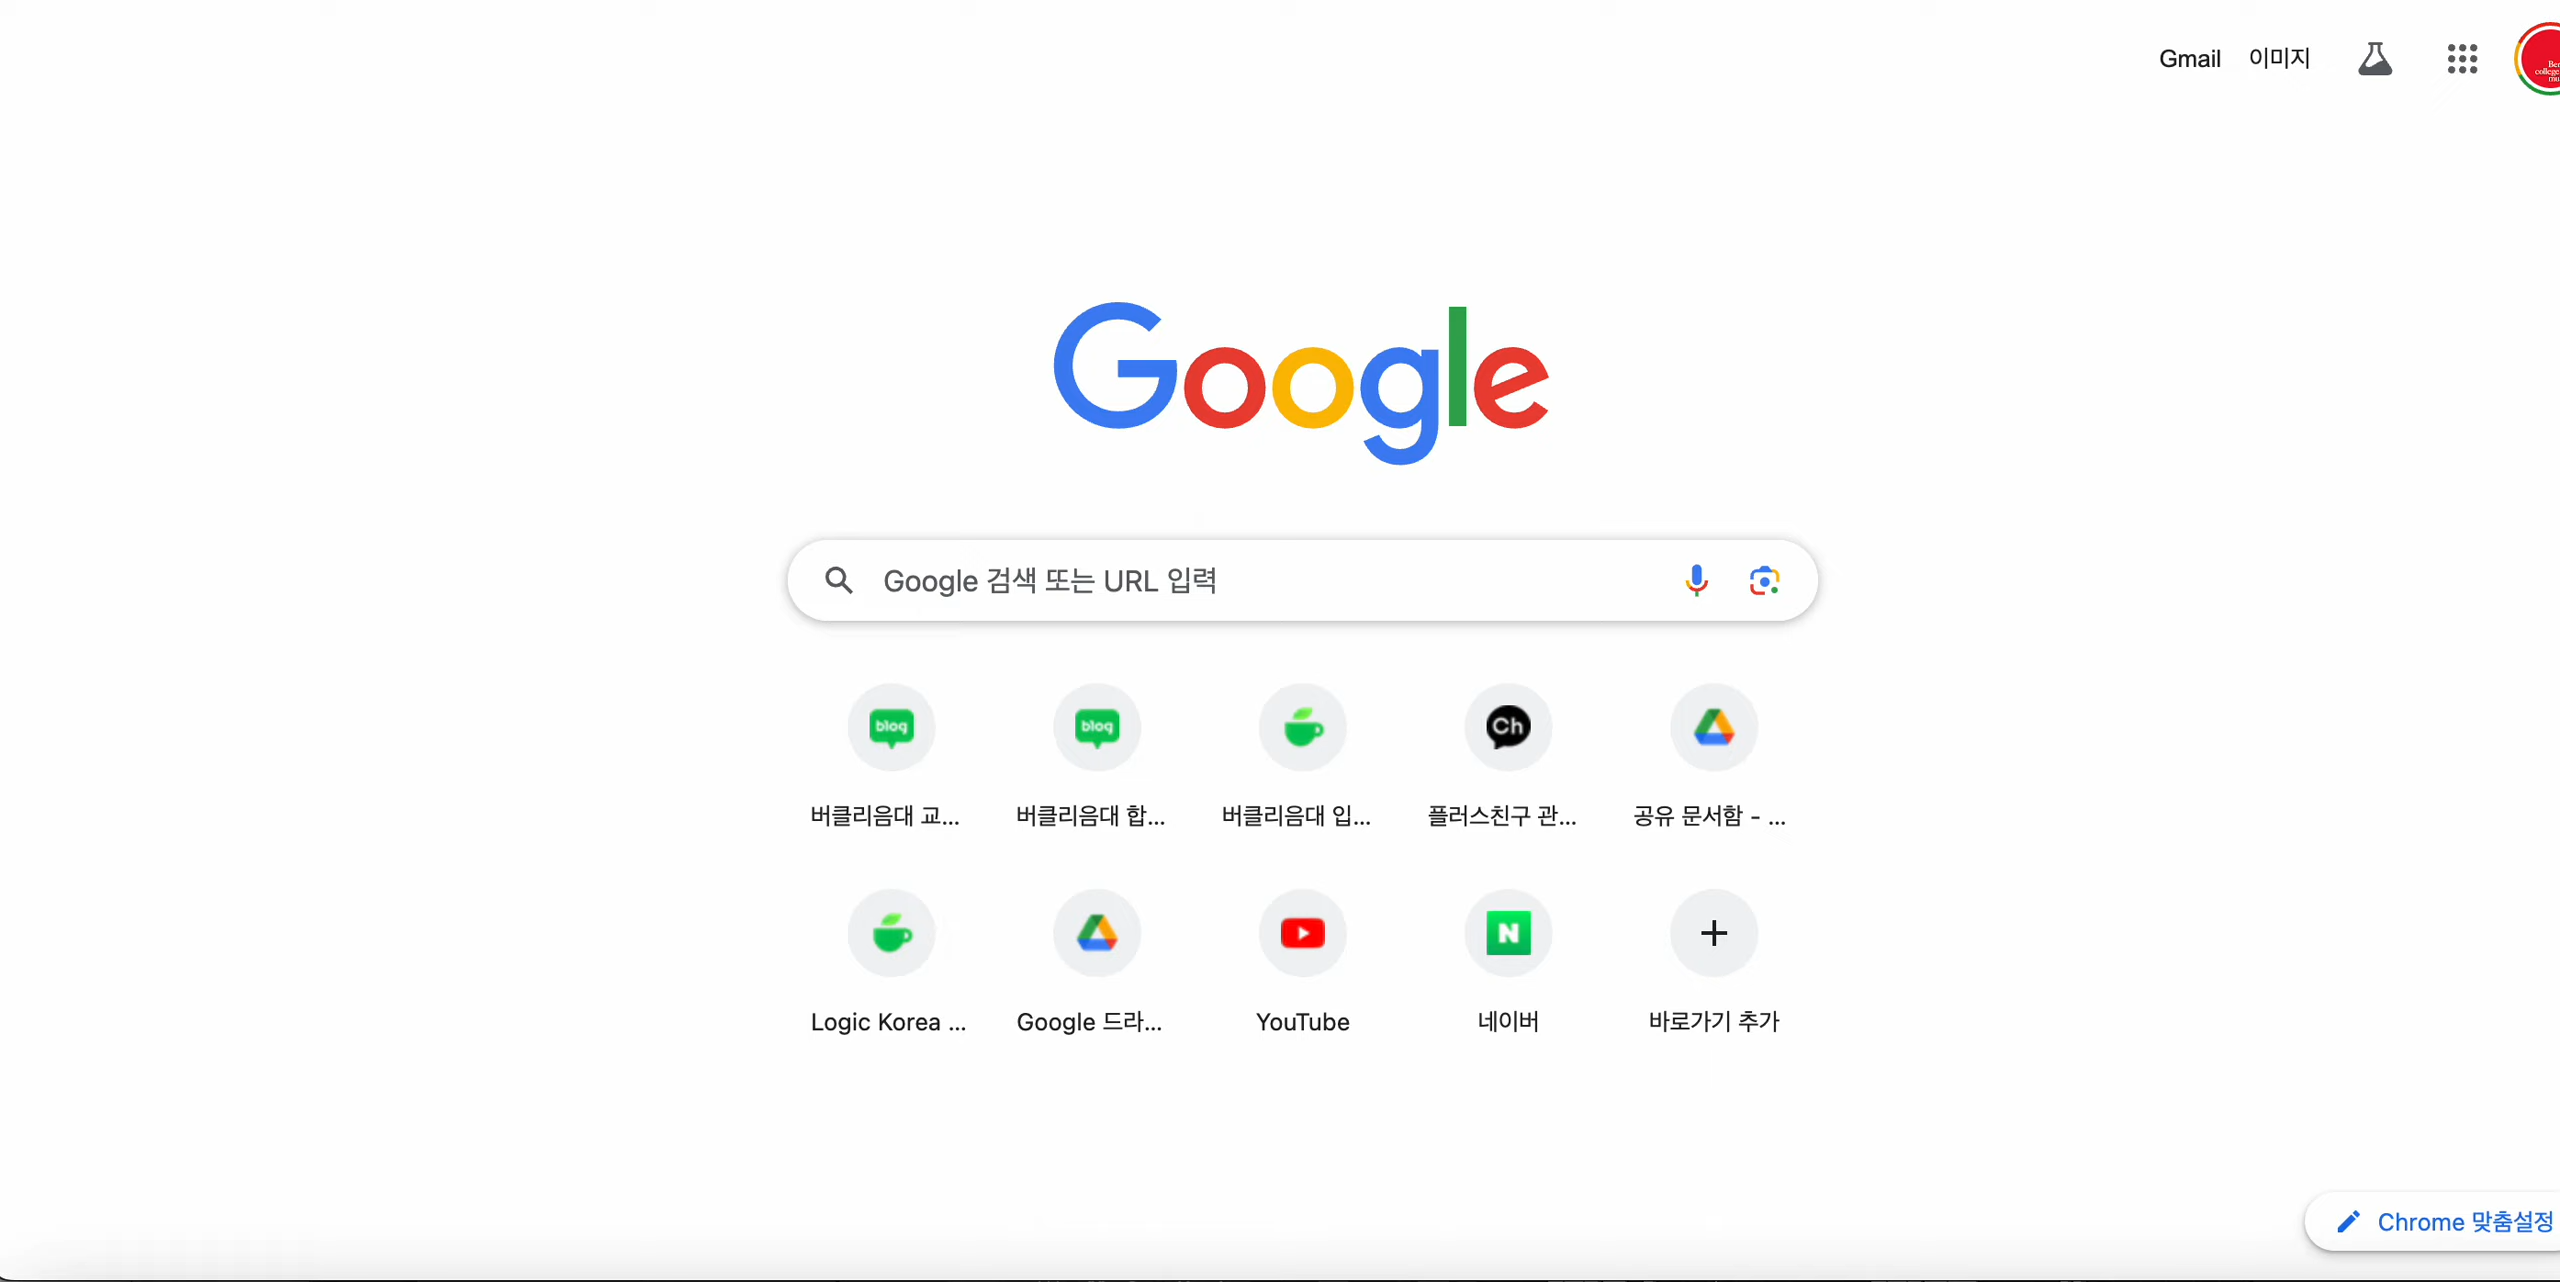 Gmail 이미지
Google
Google 검색 또는 URL 입력
blog blog Ch
버클리음대 교... 버클리음대 합... 버클리음대 입... 플러스친구 관... 공유 문서함 - ...
N
Logic Korea ... Google 드라... YouTube 네이버 바로가기 추가
Chrome 맞춤설정